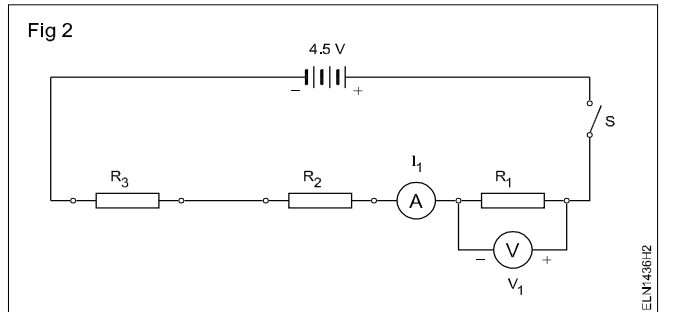 Fig 2
4.5 V
− +
S
R3 R2 I1 R1
A
− V +
V1
ELN1436H2